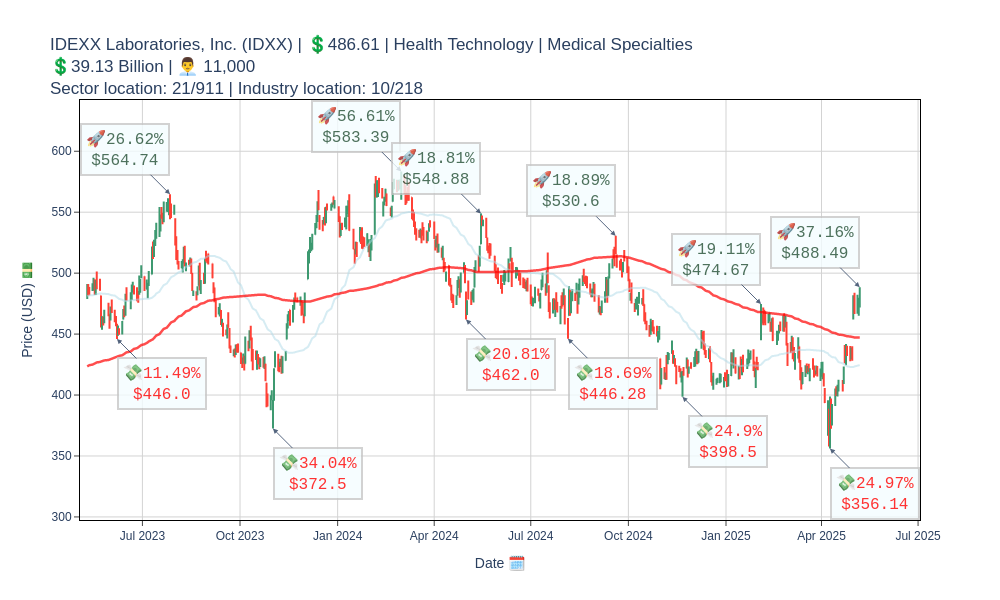 IDEXX Laboratories, Inc. (IDXX) | 💲486.61 | Health Technology | Medical Specialties
💲39.13 Billion | 👨‍💼 11,000
Sector location: 21/911 | Industry location: 10/218
🚀26.62%
$564.74
🚀56.61%
$583.39
🚀18.81%
$548.88
🚀18.89%
$530.6
🚀19.11%
$474.67
🚀37.16%
$488.49
💸11.49%
$446.0
💸34.04%
$372.5
💸20.81%
$462.0
💸18.69%
$446.28
💸24.9%
$398.5
💸24.97%
$356.14
600
550
500
450
400
350
300
Price (USD) 💵
Jul 2023
Oct 2023
Jan 2024
Apr 2024
Jul 2024
Oct 2024
Jan 2025
Apr 2025
Jul 2025
Date 🗓️